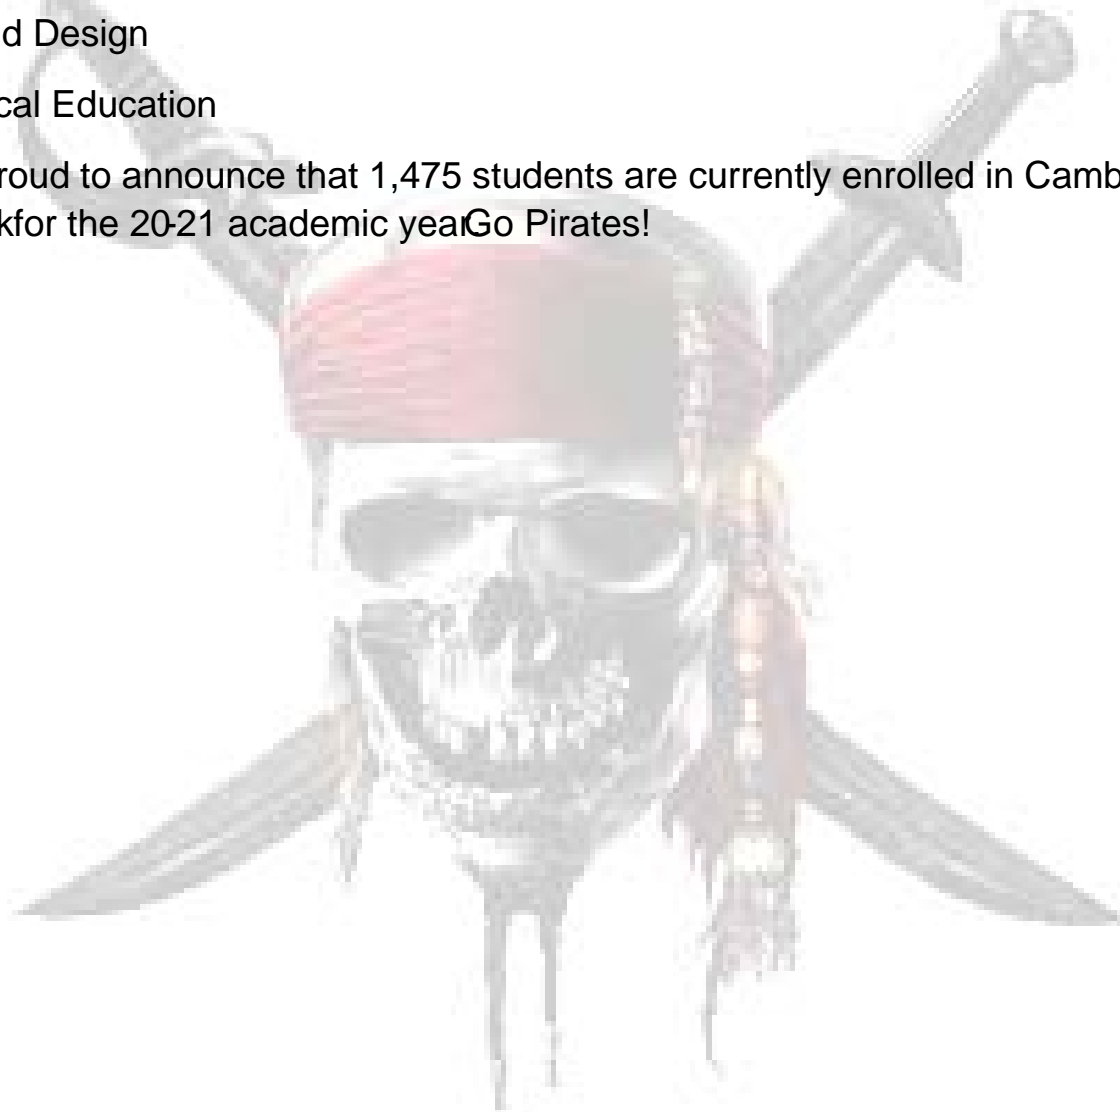 d Design
cal Education
roud to announce that 1,475 students are currently enrolled in Camb
kfor the 20-21 academic yearGo Pirates!